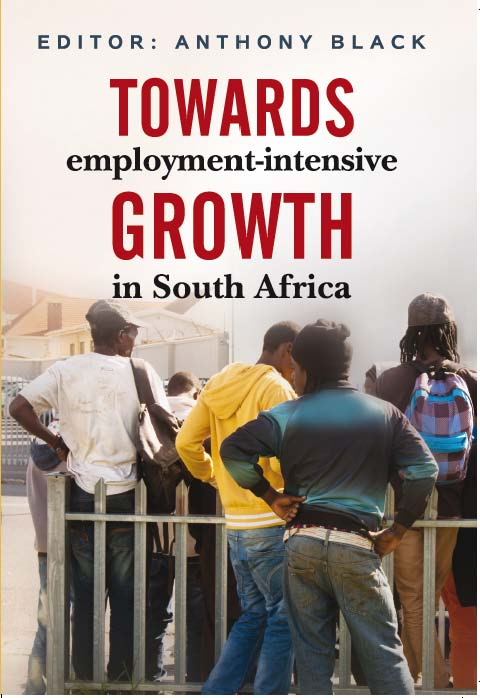 EDITOR: ANTHONY BLACK
TOWARDS
employment-intensive
GROWTH
in South Africa